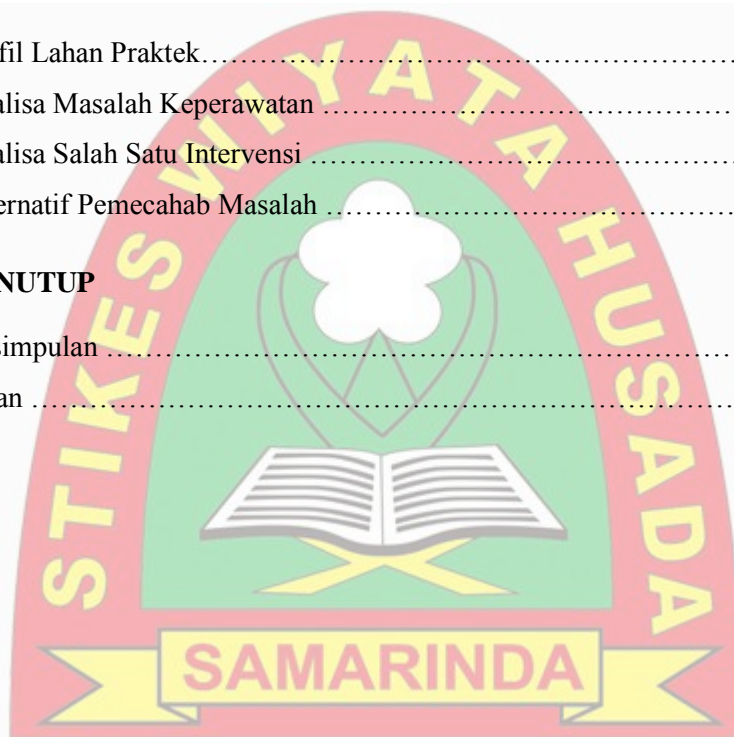 fil Lahan Praktek……………………………………………
alisa Masalah Keperawatan ……………………………………
alisa Salah Satu Intervensi ……………………………………
ernatif Pemecahab Masalah ……………………………………
NUTUP
simpulan ………………………………………………………
an ………………………………………………………………
STIKES WIYATA HUSADA
SAMARINDA